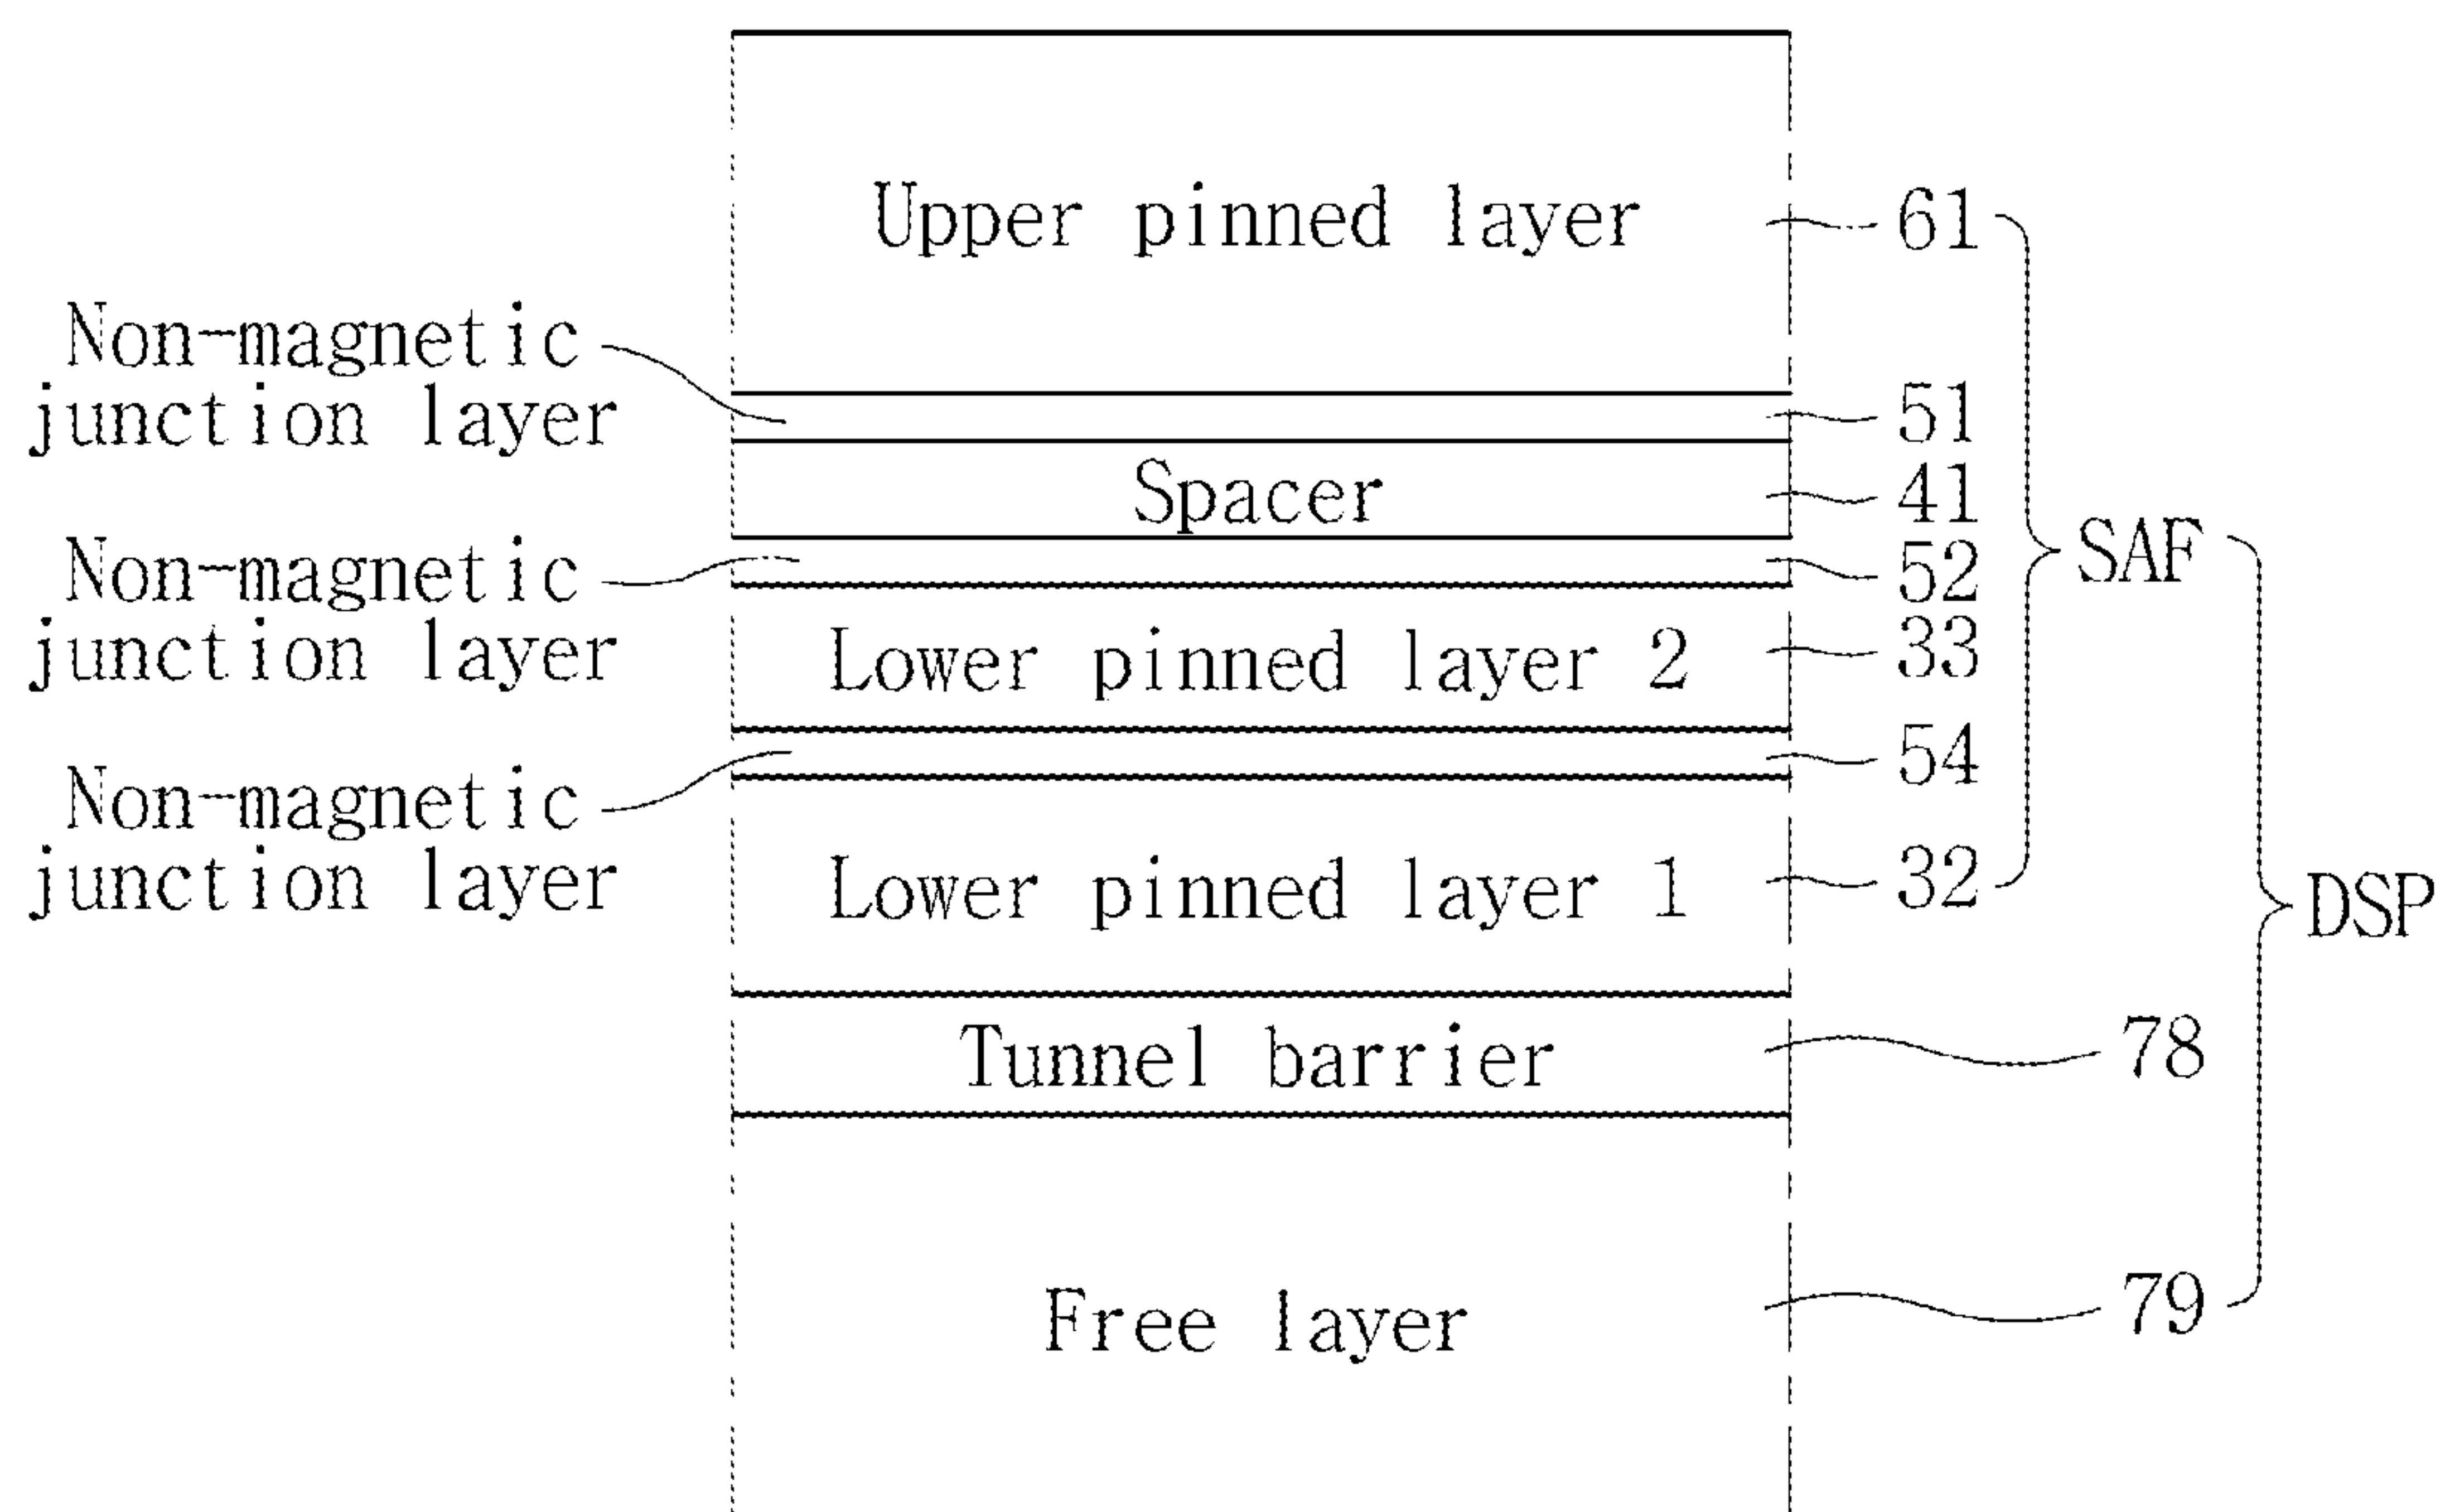 Upper pinned layer 61
Non-magnetic
junction layer 51
Spacer 41
SAF
Non-magnetic
junction layer 52
Lower pinned layer 2 33
54
Non-magnetic
junction layer
Lower pinned layer 1 32
DSP
Tunnel barrier 78
Free layer 79